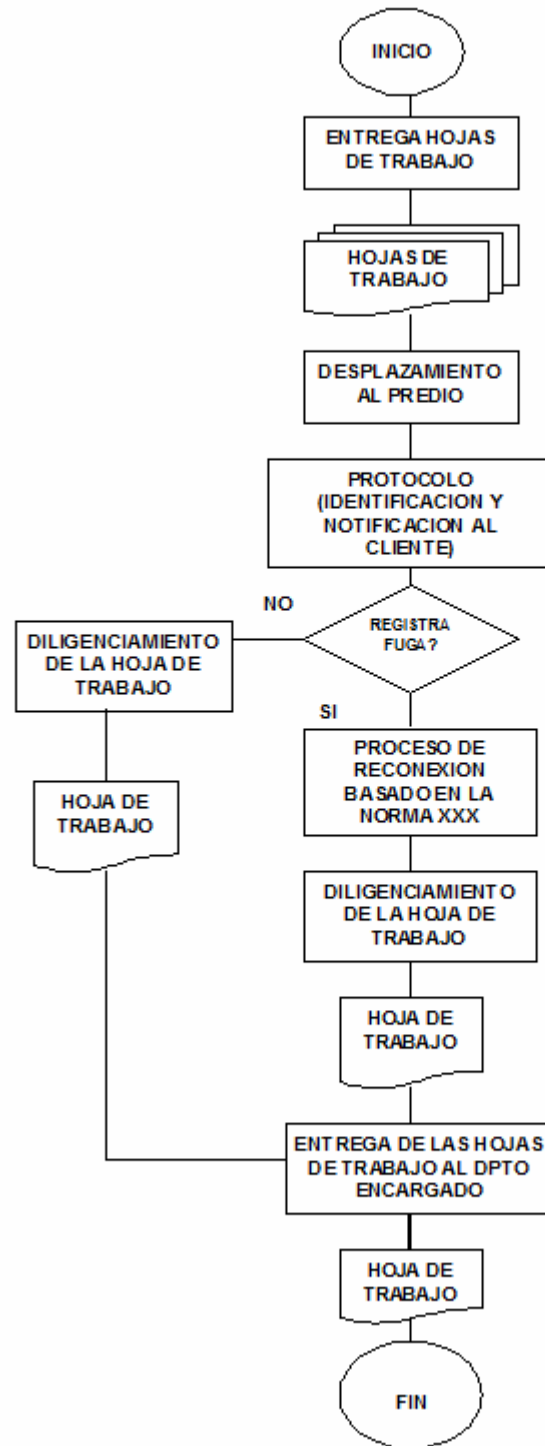 INICIO
ENTREGA HOJAS
DE TRABAJO
HOJAS DE
TRABAJO
DESPLAZAMIENTO
AL PREDIO
PROTOCOLO
(IDENTIFICACION Y
NOTIFICACION AL
CLIENTE)
NO
REGISTRA
FUGA?
DILIGENCIAMIENTO
DE LA HOJA DE
TRABAJO
SI
PROCESO DE
RECONEXION
BASADO EN LA
NORMA XXX
HOJA DE
TRABAJO
DILIGENCIAMIENTO
DE LA HOJA DE
TRABAJO
HOJA DE
TRABAJO
ENTREGA DE LAS HOJAS
DE TRABAJO AL DPTO
ENCARGADO
HOJA DE
TRABAJO
FIN